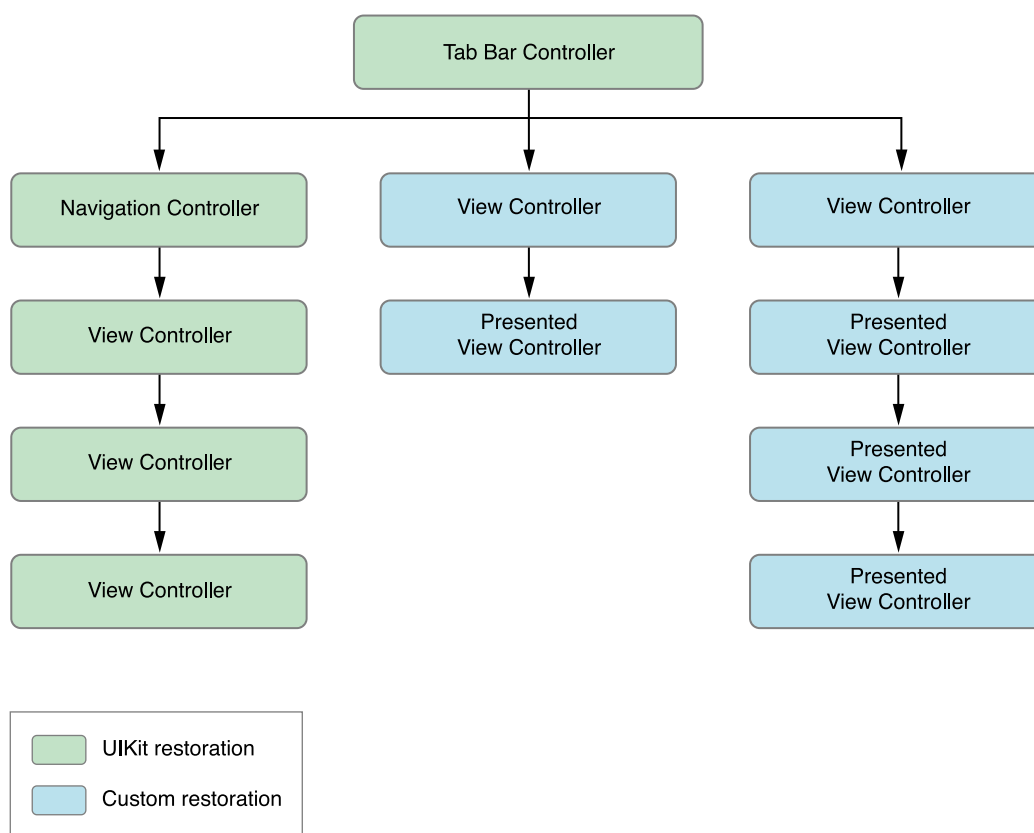 Tab Bar Controller
Navigation Controller
View Controller
View Controller
View Controller
Presented
View Controller
Presented
View Controller
View Controller
Presented
View Controller
View Controller
Presented
View Controller
UIKit restoration
Custom restoration